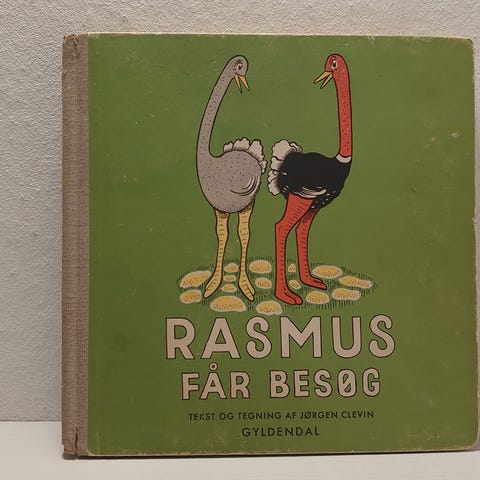 RASMUS
FÅR BESØG
TEKST OG TEGNING AF JØRGEN CLEVIN
GYLDENDAL